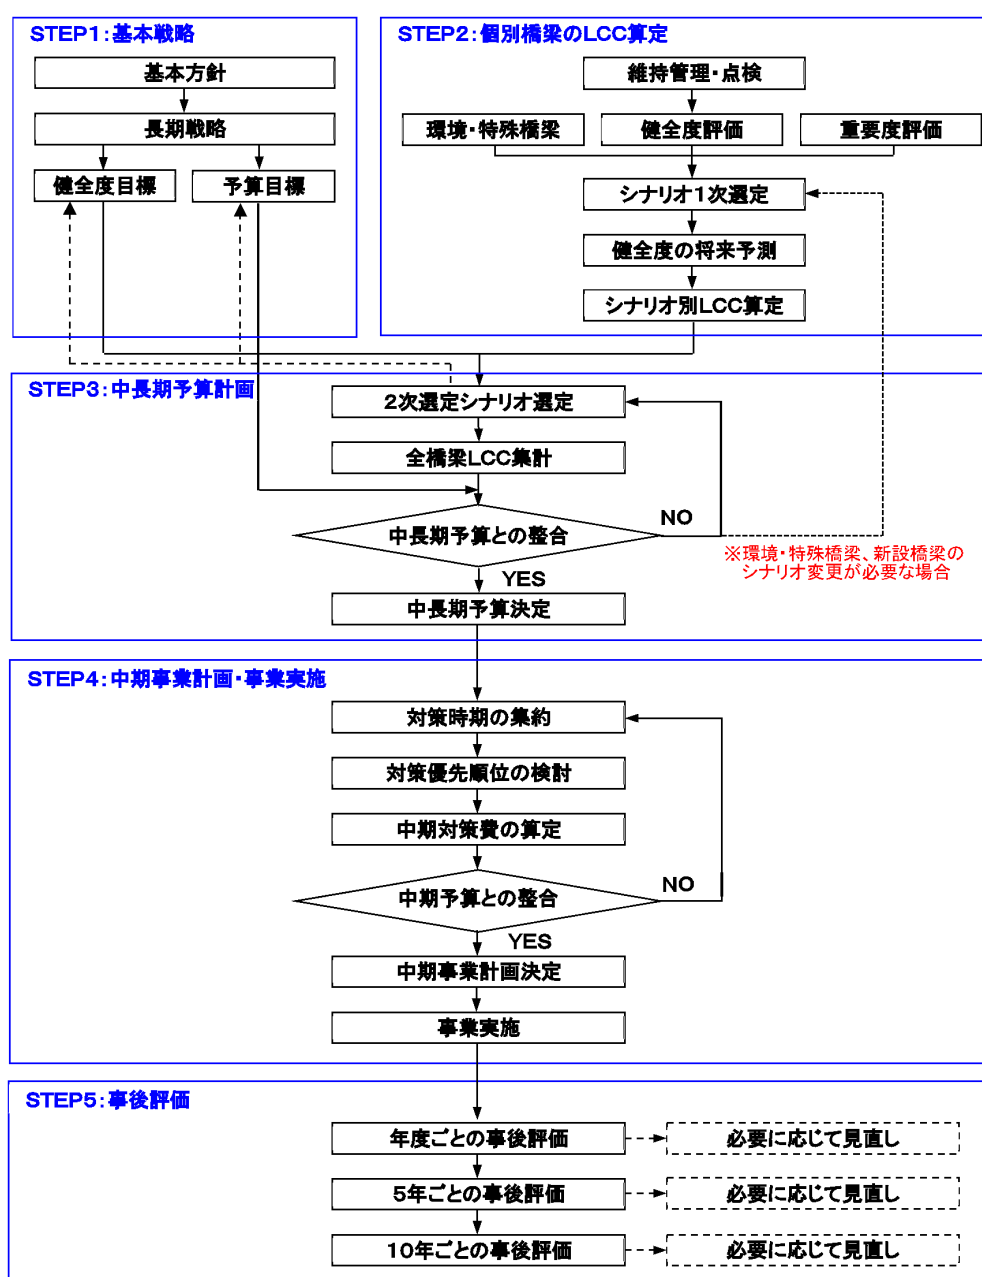 STEP1:基本戦略
基本方針
長期戦略
健全度目標
予算目標
STEP2:個別橋梁のLCC算定
維持管理・点検
環境・特殊橋梁
健全度評価
重要度評価
シナリオ1次選定
健全度の将来予測
シナリオ別LCC算定
STEP3:中長期予算計画
2次選定シナリオ選定
全橋梁LCC集計
中長期予算との整合
NO
※環境・特殊橋梁、新設橋梁の
シナリオ変更が必要な場合
YES
中長期予算決定
STEP4:中期事業計画・事業実施
対策時期の集約
対策優先順位の検討
中期対策費の算定
中期予算との整合
NO
YES
中期事業計画決定
事業実施
STEP5:事後評価
年度ごとの事後評価
必要に応じて見直し
5年ごとの事後評価
必要に応じて見直し
10年ごとの事後評価
必要に応じて見直し